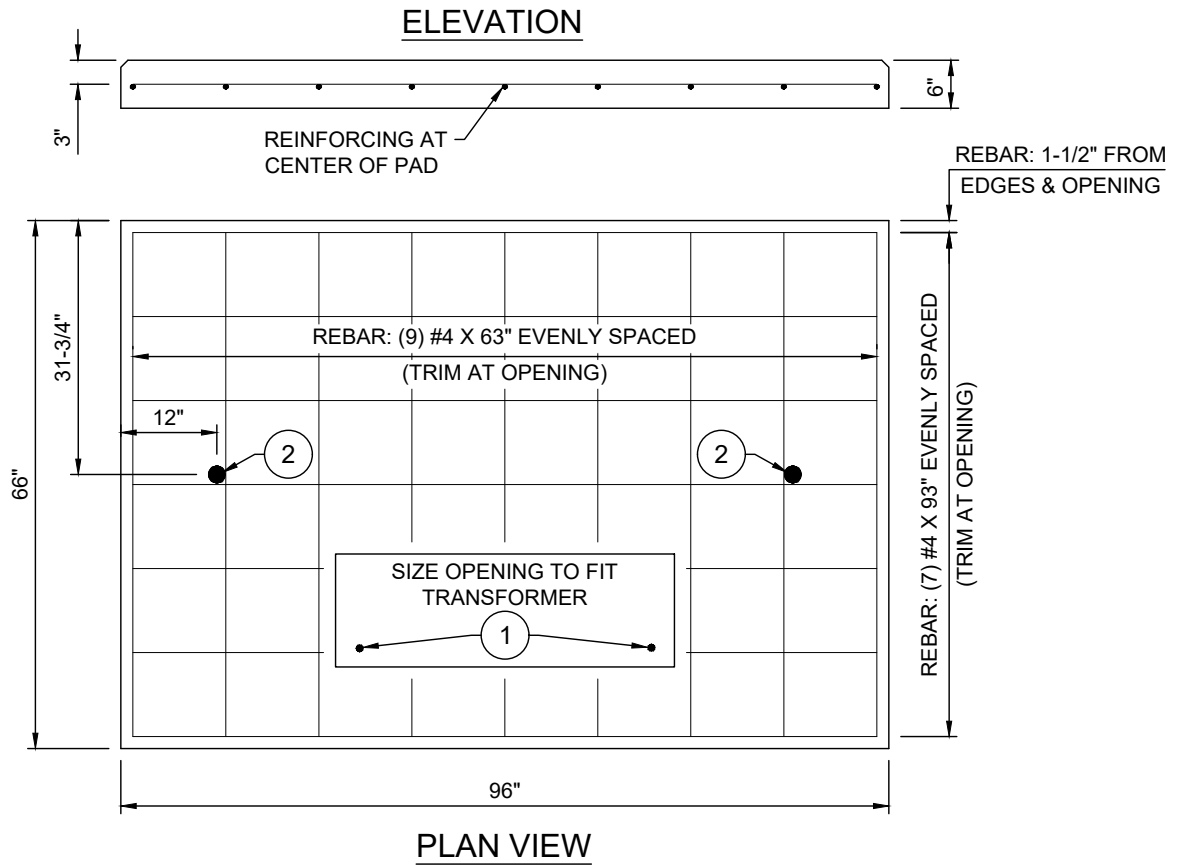 ELEVATION
3"
6"
REINFORCING AT
CENTER OF PAD
REBAR: 1-1/2" FROM
EDGES & OPENING
66"
31-3/4"
12"
REBAR: (9) #4 X 63" EVENLY SPACED
(TRIM AT OPENING)
2
2
SIZE OPENING TO FIT
TRANSFORMER
1
REBAR: (7) #4 X 93" EVENLY SPACED
(TRIM AT OPENING)
96"
PLAN VIEW